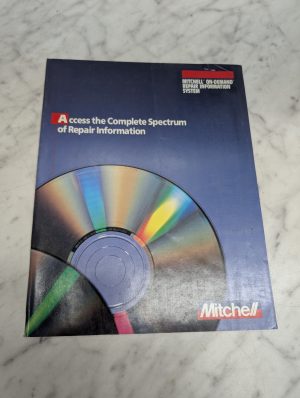 MITCHELL ON-DEMAND
REPAIR INFORMATION
SYSTEM
Access the Complete Spectrum
of Repair Information
Mitchell